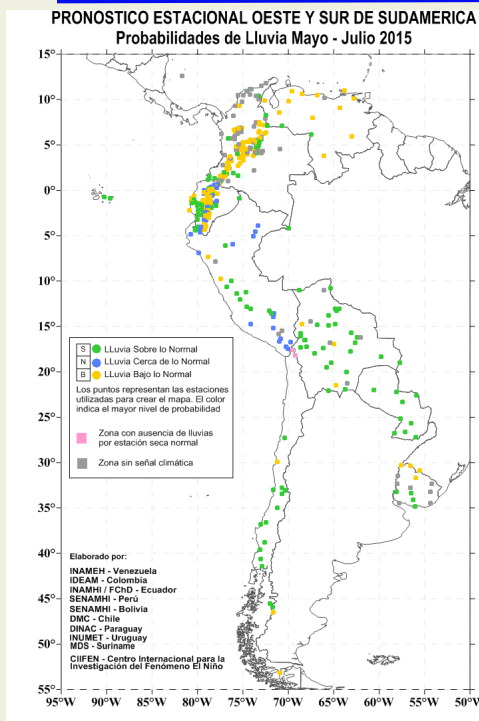 PRONOSTICO ESTACIONAL OESTE Y SUR DE SUDAMERICA
Probabilidades de Lluvia Mayo - Julio 2015
15°
10°
5°
0°
5°
10°
15°
20°
25°
30°
35°
40°
45°
50°
55°
S LLuvia Sobre lo Normal
N LLuvia Cerca de lo Normal
B LLuvia Bajo lo Normal
Los puntos representan las estaciones
utilizadas para crear el mapa. El color
indica el mayor nivel de probabilidad
Zona con ausencia de lluvias
por estación seca normal
Zona sin señal climática
Elaborado por:
INAMEH - Venezuela
IDEAM - Colombia
INAMHI / FChD - Ecuador
SENAMHI - Perú
SENAMHI - Bolivia
DMC - Chile
DINAC - Paraguay
INUMET - Uruguay
MDS - Suriname
CIIFEN - Centro Internacional para la
Investigación del Fenómeno El Niño
95°W 90°W 85°W 80°W 75°W 70°W 65°W 60°W 55°W 50°W